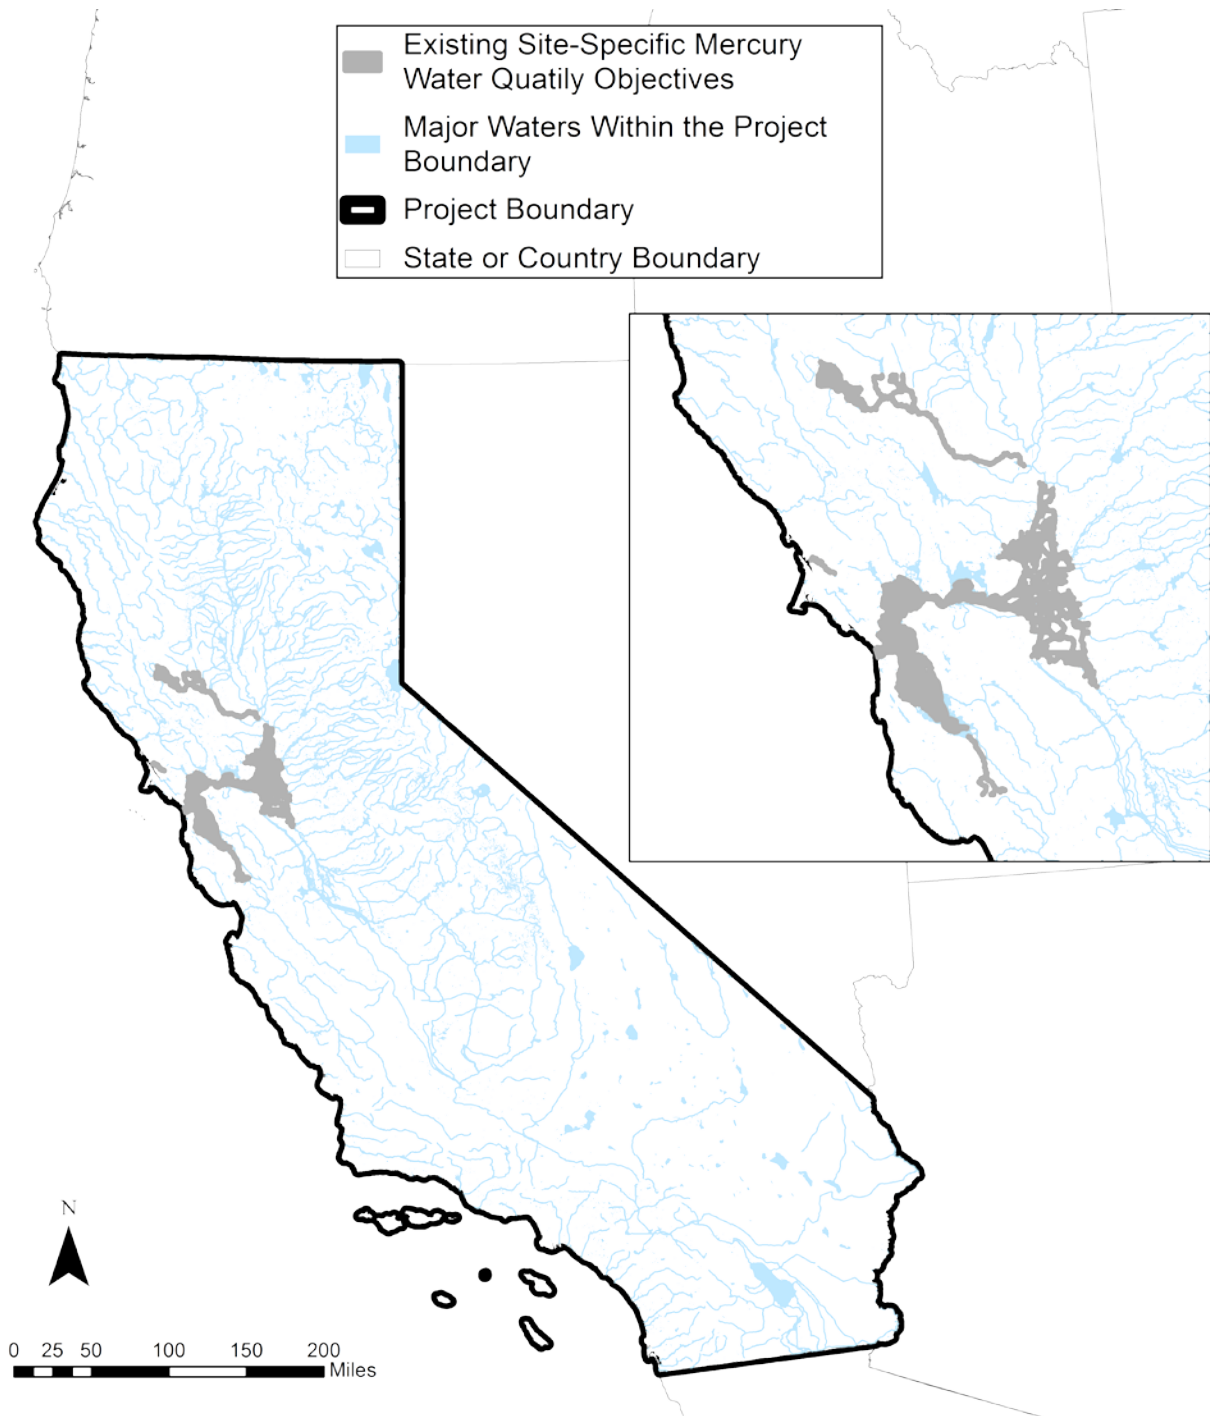 Existing Site-Specific Mercury
Water Quatily Objectives
Major Waters Within the Project
Boundary
Project Boundary
State or Country Boundary
N
0 25 50 100 150 200
Miles